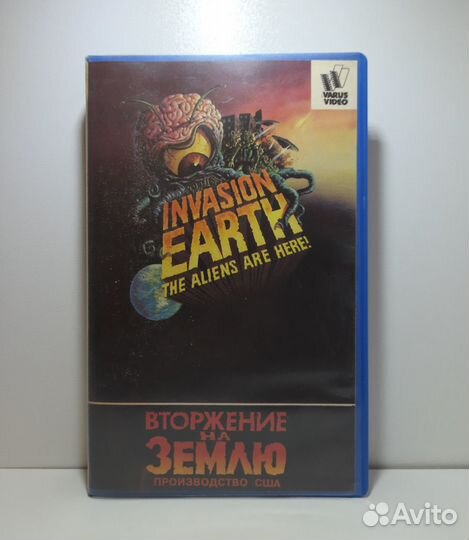 VARUS
VIDEO
INVASION
EARTH
THE ALIENS ARE HERE!
ВТОРЖЕНИЕ
НА
ЗЕМЛЮ
ПРОИЗВОДСТВО США
Avito